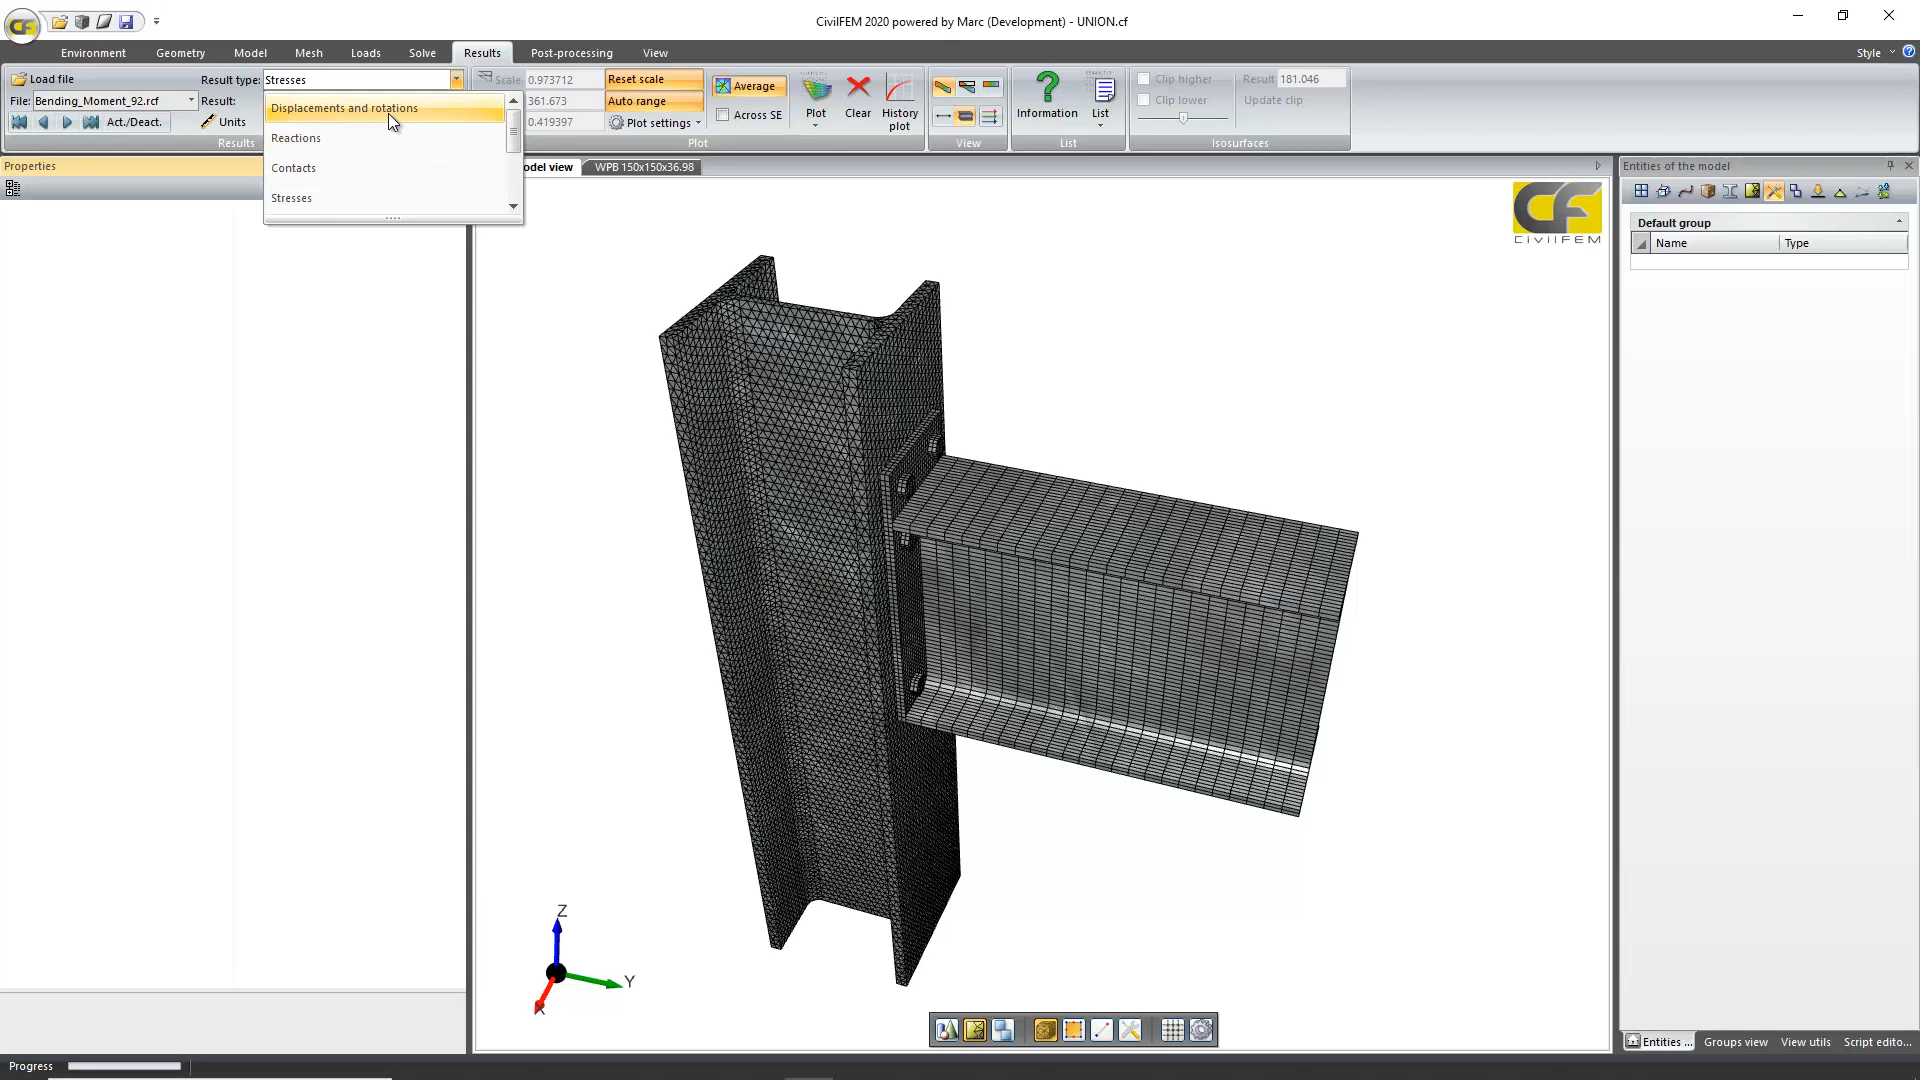 CivilFEM 2020 powered by Marc (Development) - UNION.cf
Environment Geometry Model Mesh Loads Solve Results Post-processing View Style
Load file
File: Bending_Moment_92.rcf
Act./Deact.
Result type: Stresses
Result:
Units
Results
Displacements and rotations
Reactions
Contacts
Stresses
Scale 0.973712
361.673
0.419397
Reset scale
Auto range
Plot settings
Average
Across SE
Plot
Clear
History plot
Plot
View
Information
List
List
Clip higher
Clip lower
Result 181.046
Update clip
Isosurfaces
Properties
odel view
WPB 150x150x36.98
Entities of the model
CF
CIVILFEM
Default group
Name Type
Z
Y
X
Entities ... Groups view View utils Script edito...
Progress